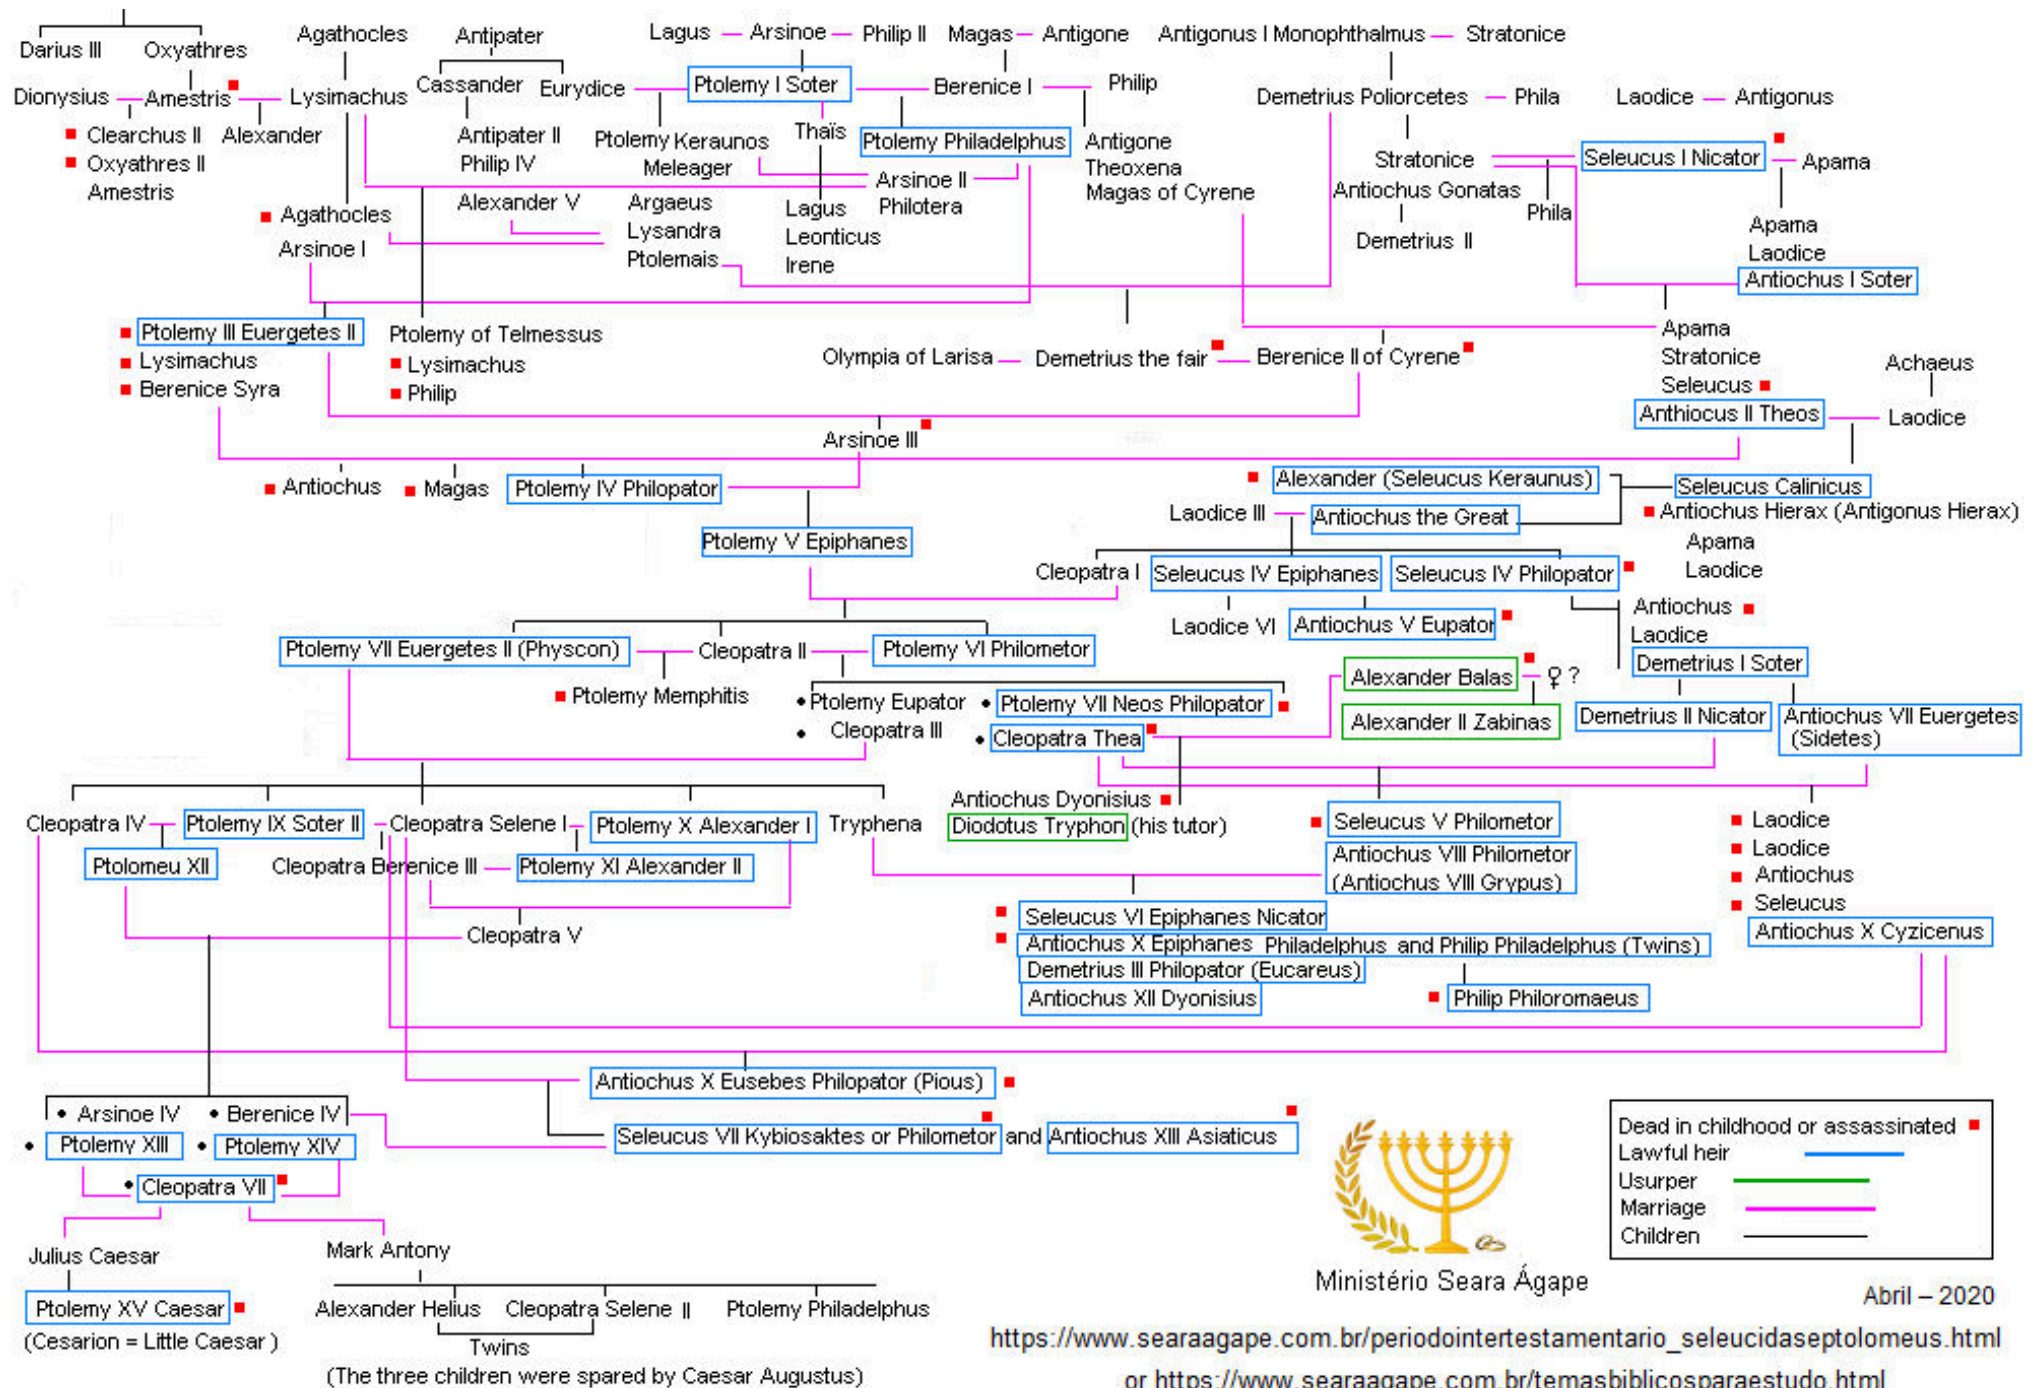 Darius III
Oxyathres
Agathocles
Antipater
Lagus
Arsinoe
Philip II
Magas
Antigone
Antigonus I Monophthalmus
Stratonice
Dionysius
Amestris
Lysimachus
Cassander
Eurydice
Ptolemy I Soter
Berenice I
Philip
Demetrius Poliorcetes
Phila
Laodice
Antigonus
Clearchus II
Alexander
Oxyathres II
Amestris
Antipater II
Philip IV
Ptolemy Keraunos
Meleager
Thaïs
Ptolemy Philadelphus
Antigone
Theoxena
Magas of Cyrene
Stratonice
Seleucus I Nicator
Apama
Arsinoe II
Philotera
Antiochus Gonatas
Phila
Agathocles
Arsinoe I
Alexander V
Argaeus
Lysandra
Ptolemais
Lagus
Leonticus
Irene
Demetrius II
Apama
Laodice
Antiochus I Soter
Ptolemy III Euergetes II
Lysimachus
Berenice Syra
Ptolemy of Telmessus
Lysimachus
Philip
Olympia of Larisa
Demetrius the fair
Berenice II of Cyrene
Apama
Stratonice
Seleucus
Anthiocus II Theos
Achaeus
Laodice
Arsinoe III
Antiochus
Magas
Ptolemy IV Philopator
Alexander (Seleucus Keraunus)
Seleucus Calinicus
Laodice III
Antiochus the Great
Antiochus Hierax (Antigonus Hierax)
Apama
Laodice
Ptolemy V Epiphanes
Cleopatra I
Seleucus IV Epiphanes
Seleucus IV Philopator
Laodice VI
Antiochus V Eupator
Antiochus
Laodice
Demetrius I Soter
Ptolemy VII Euergetes II (Physcon)
Cleopatra II
Ptolemy VI Philometor
Ptolemy Memphitis
Ptolemy Eupator
Cleopatra III
Ptolemy VII Neos Philopator
Cleopatra Thea
Alexander Balas
♀ ?
Alexander II Zabinas
Demetrius II Nicator
Antiochus VII Euergetes
(Sidetes)
Cleopatra IV
Ptolemy IX Soter II
Cleopatra Selene I
Ptolemy X Alexander I
Tryphena
Antiochus Dyonisius
Diodotus Tryphon (his tutor)
Seleucus V Philometor
Antiochus VIII Philometor
(Antiochus VIII Grypus)
Laodice
Laodice
Antiochus
Seleucus
Antiochus X Cyzicenus
Ptolomeu XII
Cleopatra Berenice III
Ptolemy XI Alexander II
Cleopatra V
Seleucus VI Epiphanes Nicator
Antiochus X Epiphanes Philadelphus and Philip Philadelphus (Twins)
Demetrius III Philopator (Eucareus)
Antiochus XII Dyonisius
Philip Philoromaeus
Antiochus X Eusebes Philopator (Pious)
Seleucus VII Kybiosaktes or Philometor and Antiochus XIII Asiaticus
Arsinoe IV
Berenice IV
Ptolemy XIII
Ptolemy XIV
Cleopatra VII
Julius Caesar
Mark Antony
Ptolemy XV Caesar
(Cesarion = Little Caesar )
Alexander Helius
Cleopatra Selene II
Ptolemy Philadelphus
Twins
(The three children were spared by Caesar Augustus)
Ministério Seara Ágape
Dead in childhood or assassinated
Lawful heir
Usurper
Marriage
Children
Abril – 2020
https://www.searaagape.com.br/periodointertestamentario_seleucidaseptolomeus.html
or https://www.searaagape.com.br/temasbiblicosparaestudo.html